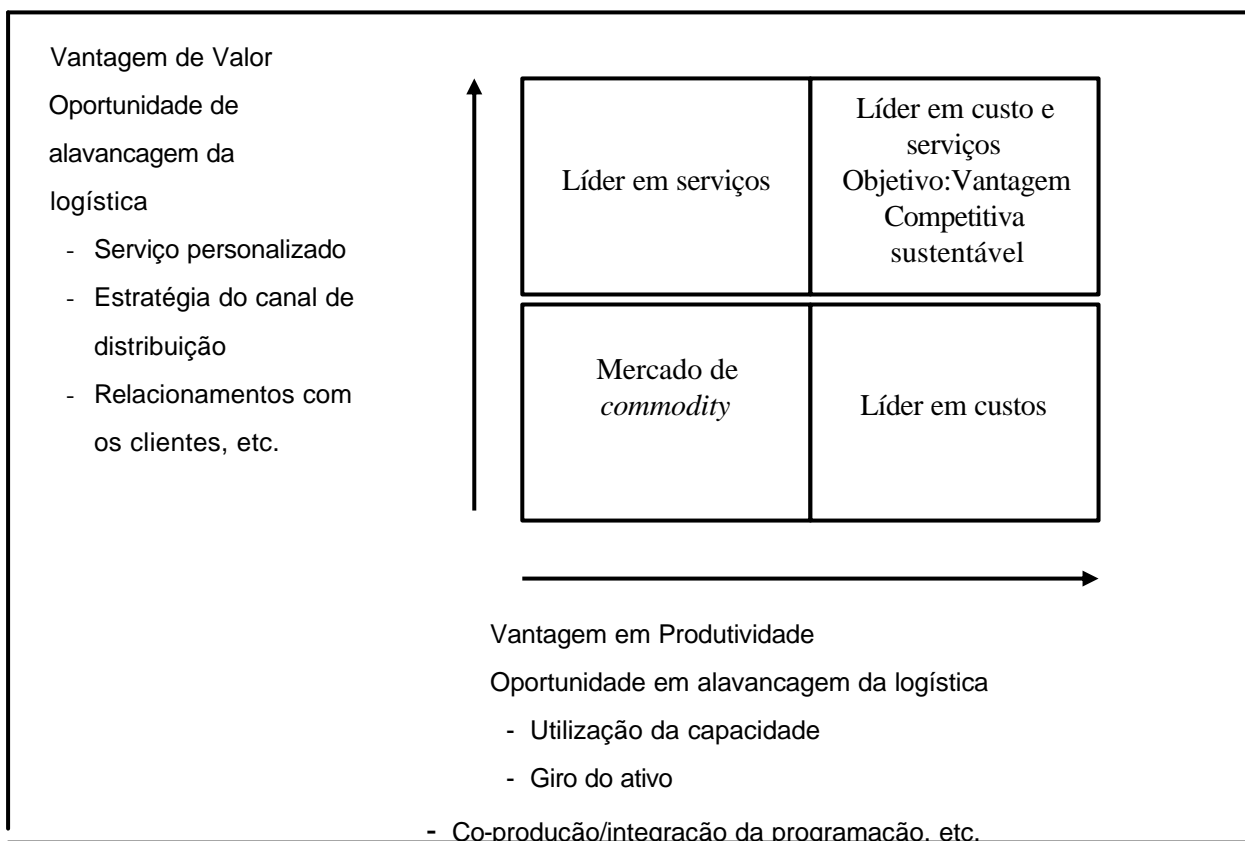 Vantagem de Valor
Oportunidade de
alavancagem da
logística
- Serviço personalizado
- Estratégia do canal de
distribuição
- Relacionamentos com
os clientes, etc.
Líder em serviços
Líder em custo e
serviços
Objetivo:Vantagem
Competitiva
sustentável
Mercado de
commodity
Líder em custos
Vantagem em Produtividade
Oportunidade em alavancagem da logística
- Utilização da capacidade
- Giro do ativo
- Co-produção/integração da programação, etc.